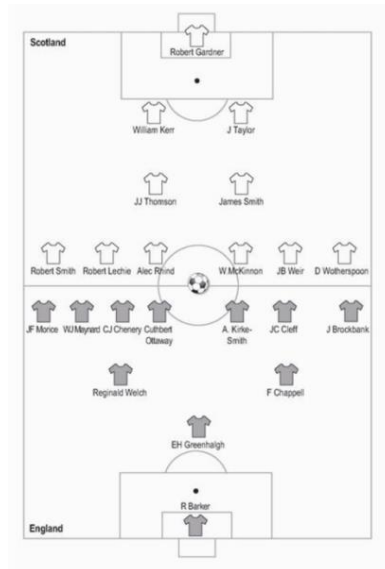 Scotland
Robert Gardner
William Kerr
J Taylor
JJ Thomson
James Smith
Robert Smith
Robert Lechie
Alec Rhind
W.McKinnon
JB Weir
D Wotherspoon
JF Morice
WJ Maynard
CJ Chenery
Cuthbert
Ottaway
A. Kirke-
Smith
JC Cleff
J Brockbank
Reginald Welch
F Chappell
EH Greenhalgh
R Barker
England